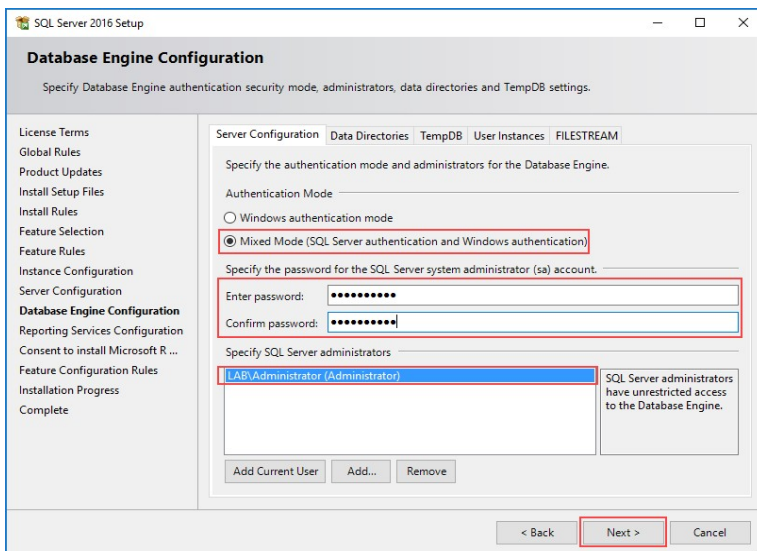 SQL Server 2016 Setup
Database Engine Configuration
Specify Database Engine authentication security mode, administrators, data directories and TempDB settings.
License Terms
Global Rules
Product Updates
Install Setup Files
Install Rules
Feature Selection
Feature Rules
Instance Configuration
Server Configuration
Database Engine Configuration
Reporting Services Configuration
Consent to install Microsoft R ...
Feature Configuration Rules
Installation Progress
Complete
Server Configuration Data Directories TempDB User Instances FILESTREAM
Specify the authentication mode and administrators for the Database Engine.
Authentication Mode
Windows authentication mode
Mixed Mode (SQL Server authentication and Windows authentication)
Specify the password for the SQL Server system administrator (sa) account.
Enter password: ●●●●●●●●●●
Confirm password: ●●●●●●●●●●
Specify SQL Server administrators
LAB\Administrator (Administrator)
SQL Server administrators
have unrestricted access
to the Database Engine.
Add Current User Add... Remove
< Back Next > Cancel